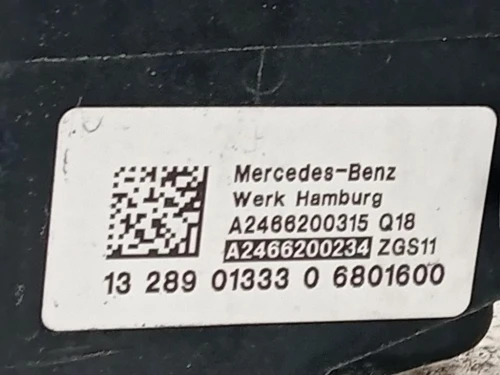 Mercedes-Benz
Werk Hamburg
A2466200315 Q18
A2466200234 ZGS11
13 289 01333 0 6801600